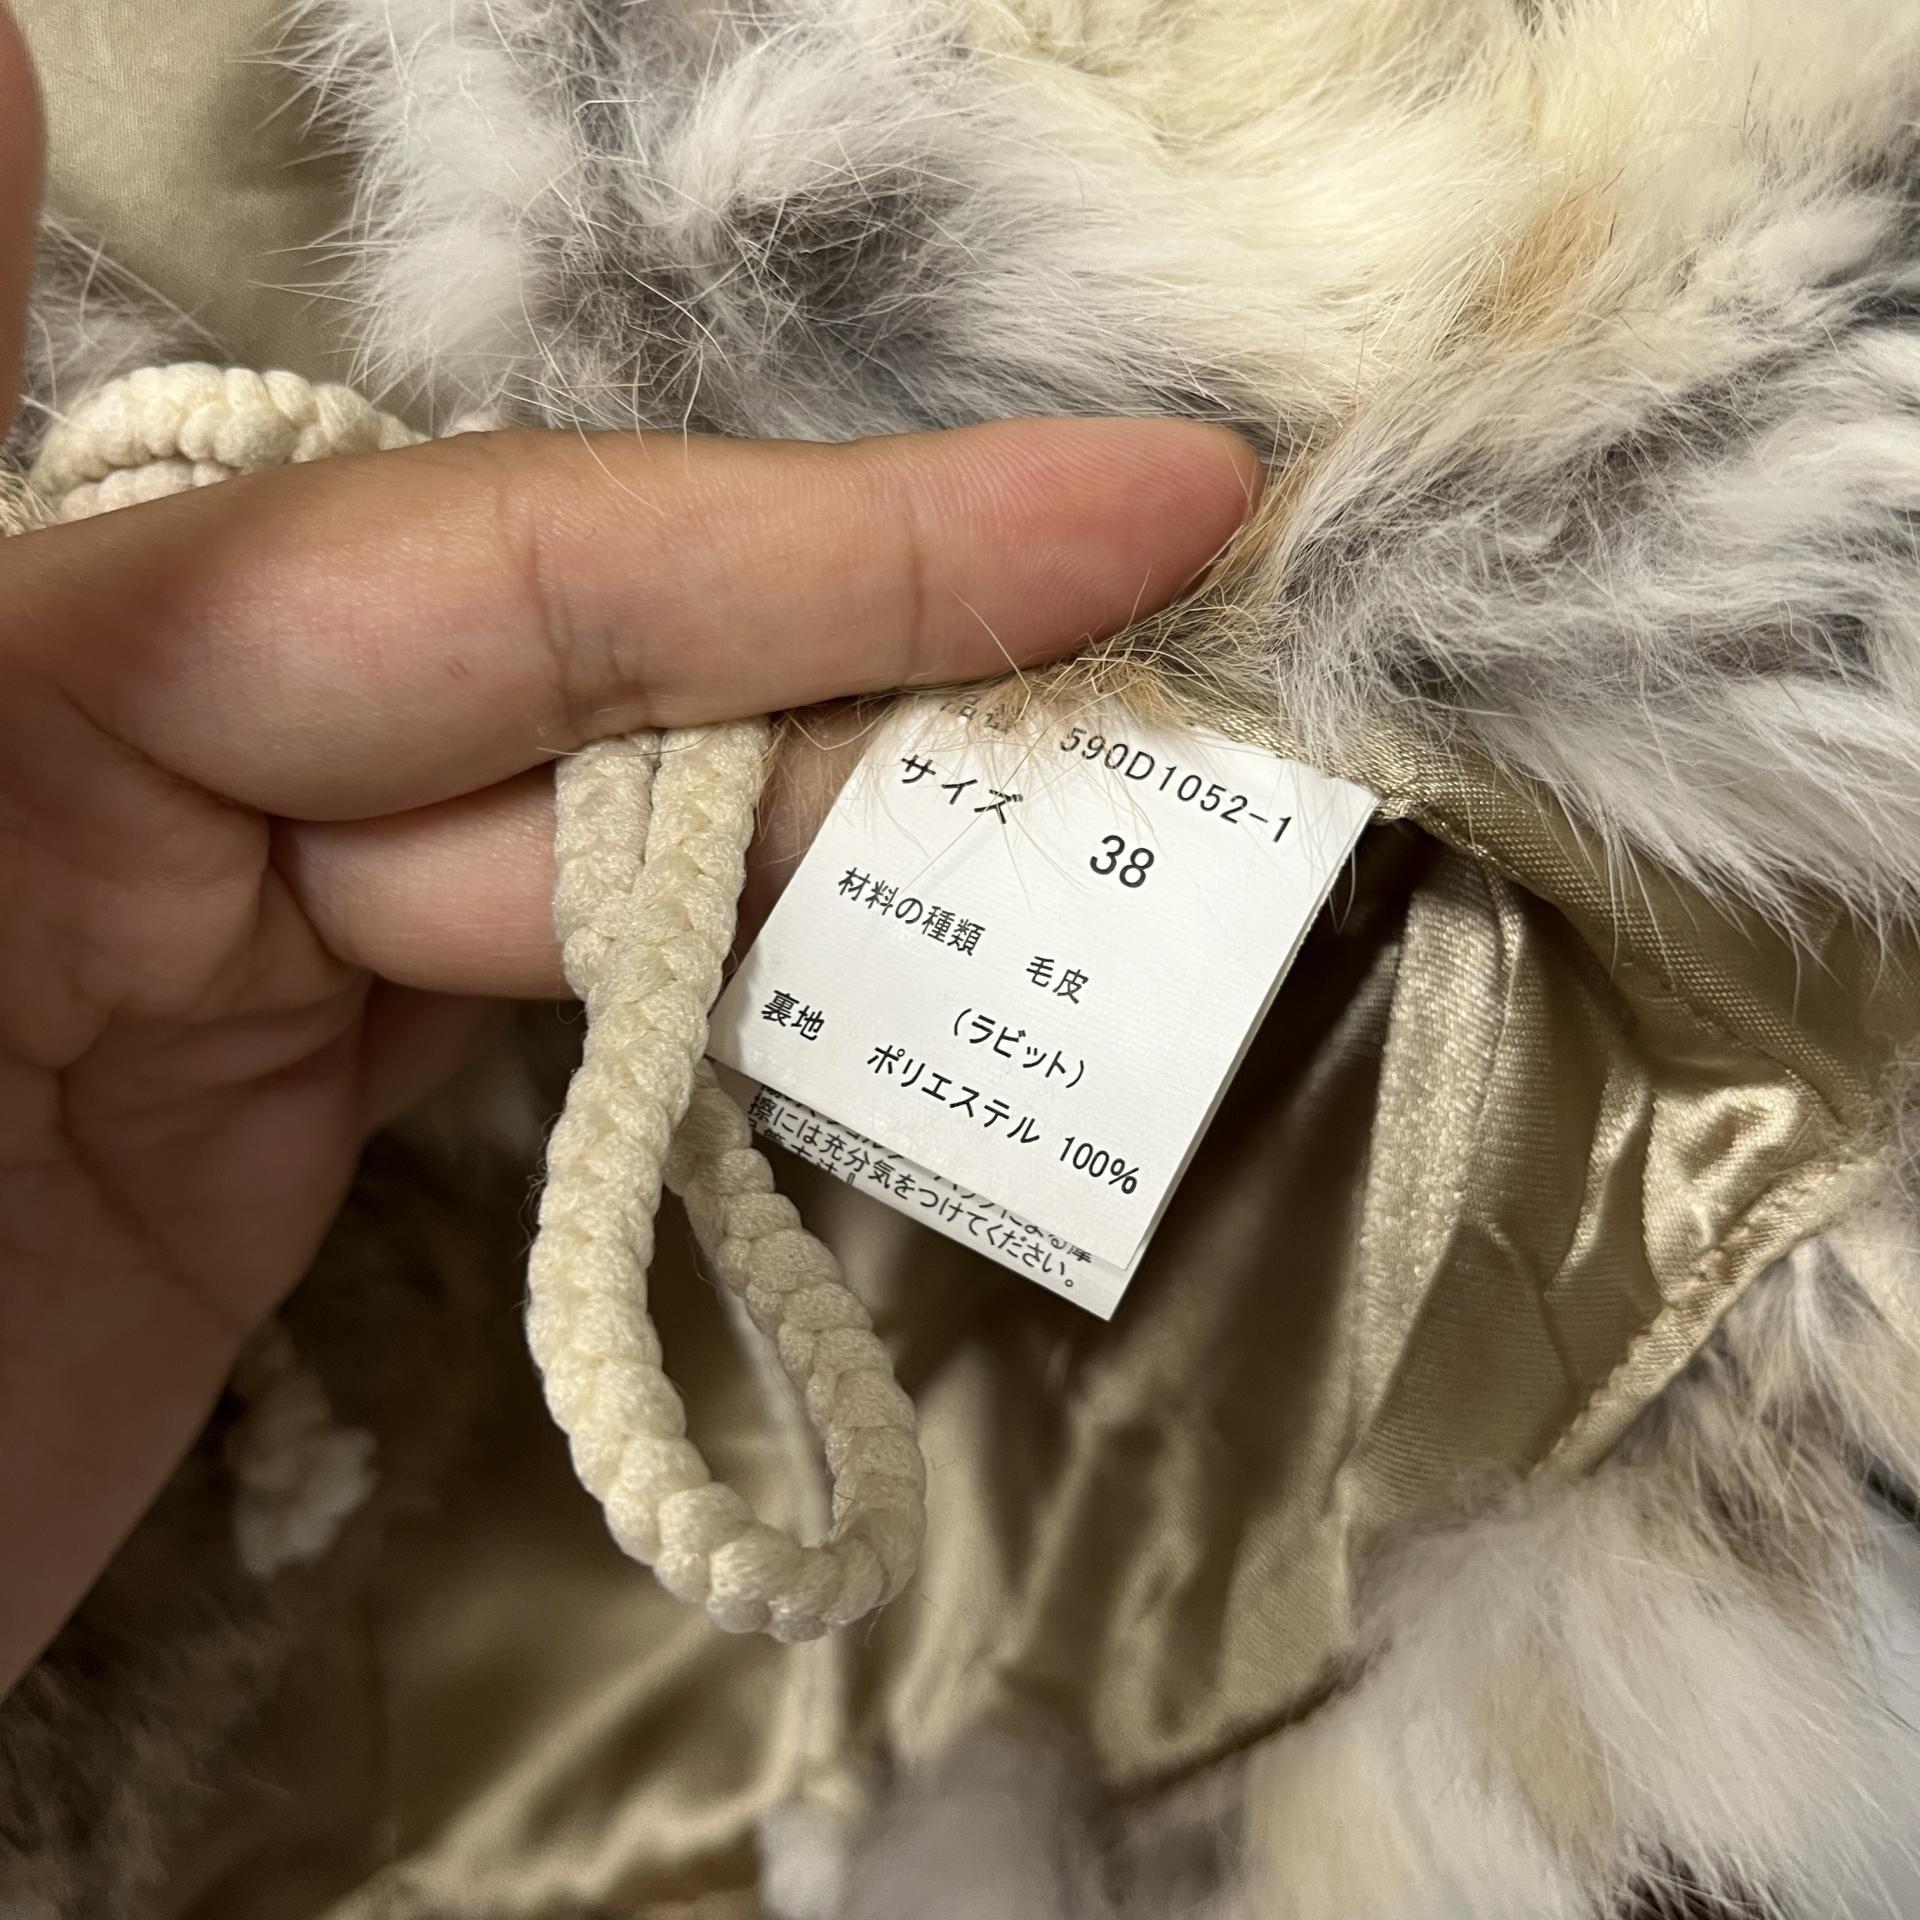 590D1052-1
サイズ 38
材料の種類 毛皮
(ラビット)
裏地 ポリエステル 100%
擦には充分気をつけてください。